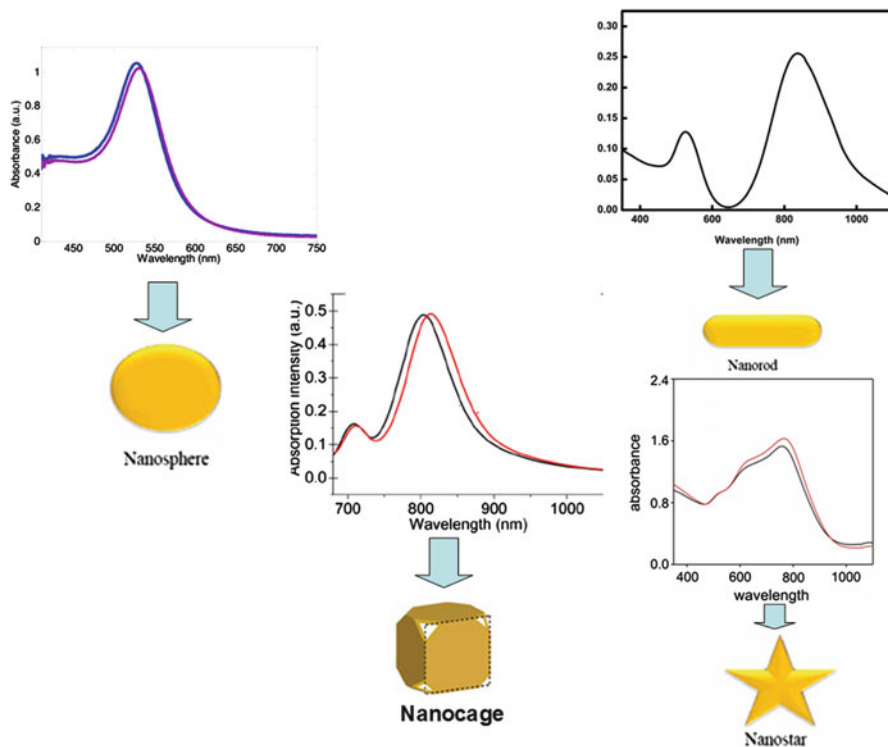 1
0.8
0.6
0.4
0.2
0
Absorbance (a.u.)
450 500 550 600 650 700 750
Wavelength (nm)
Nanosphere
0.30
0.25
0.20
0.15
0.10
0.05
0.00
Absorbance (a.u.)
400 600 800 1000
Wavelength (nm)
Nanorod
0.5
0.4
0.3
0.2
0.1
0.0
Absorption intensity (a.u.)
700 800 900 1000
Wavelength (nm)
Nanocage
2.4
1.6
0.8
0.0
absorbance
400 600 800 1000
wavelength
Nanostar